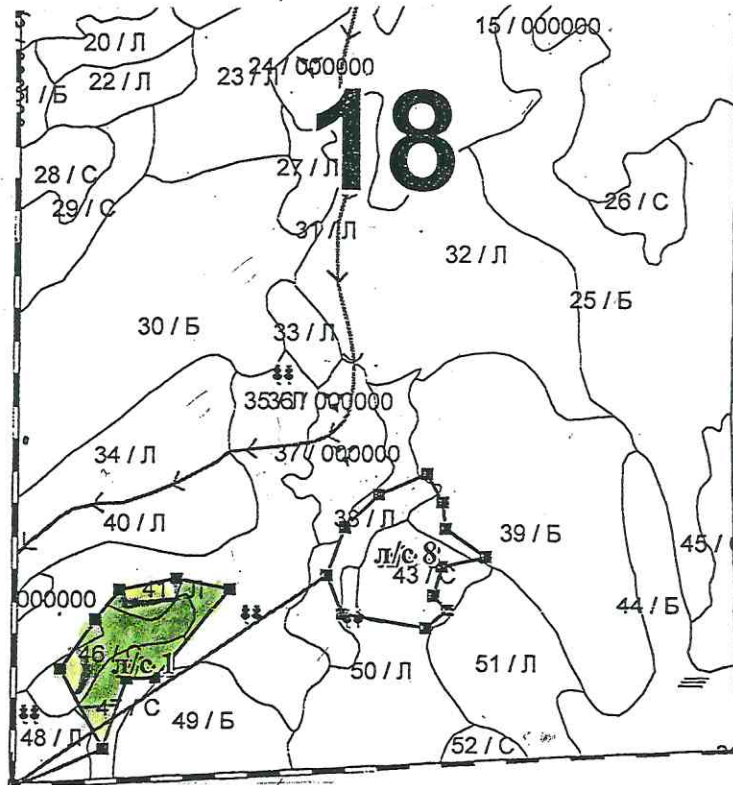 20 / Л
15 / 000000
24 / 000000
23 / Л
22 / Л
1 / Б
18
28 / С
27 / Л
29 / С
26 / С
31 / Л
32 / Л
25 / Б
30 / Б
33 / Л
36 / 000000
34 / Л
37 / 000000
40 / Л
38 / Л
39 / Б
л/с 8
43 / С
41 / Л
000000
44 / Б
45 / С
46 /
л/с 1
50 / Л
51 / Л
47 / С
49 / Б
48 / Л
52 / С